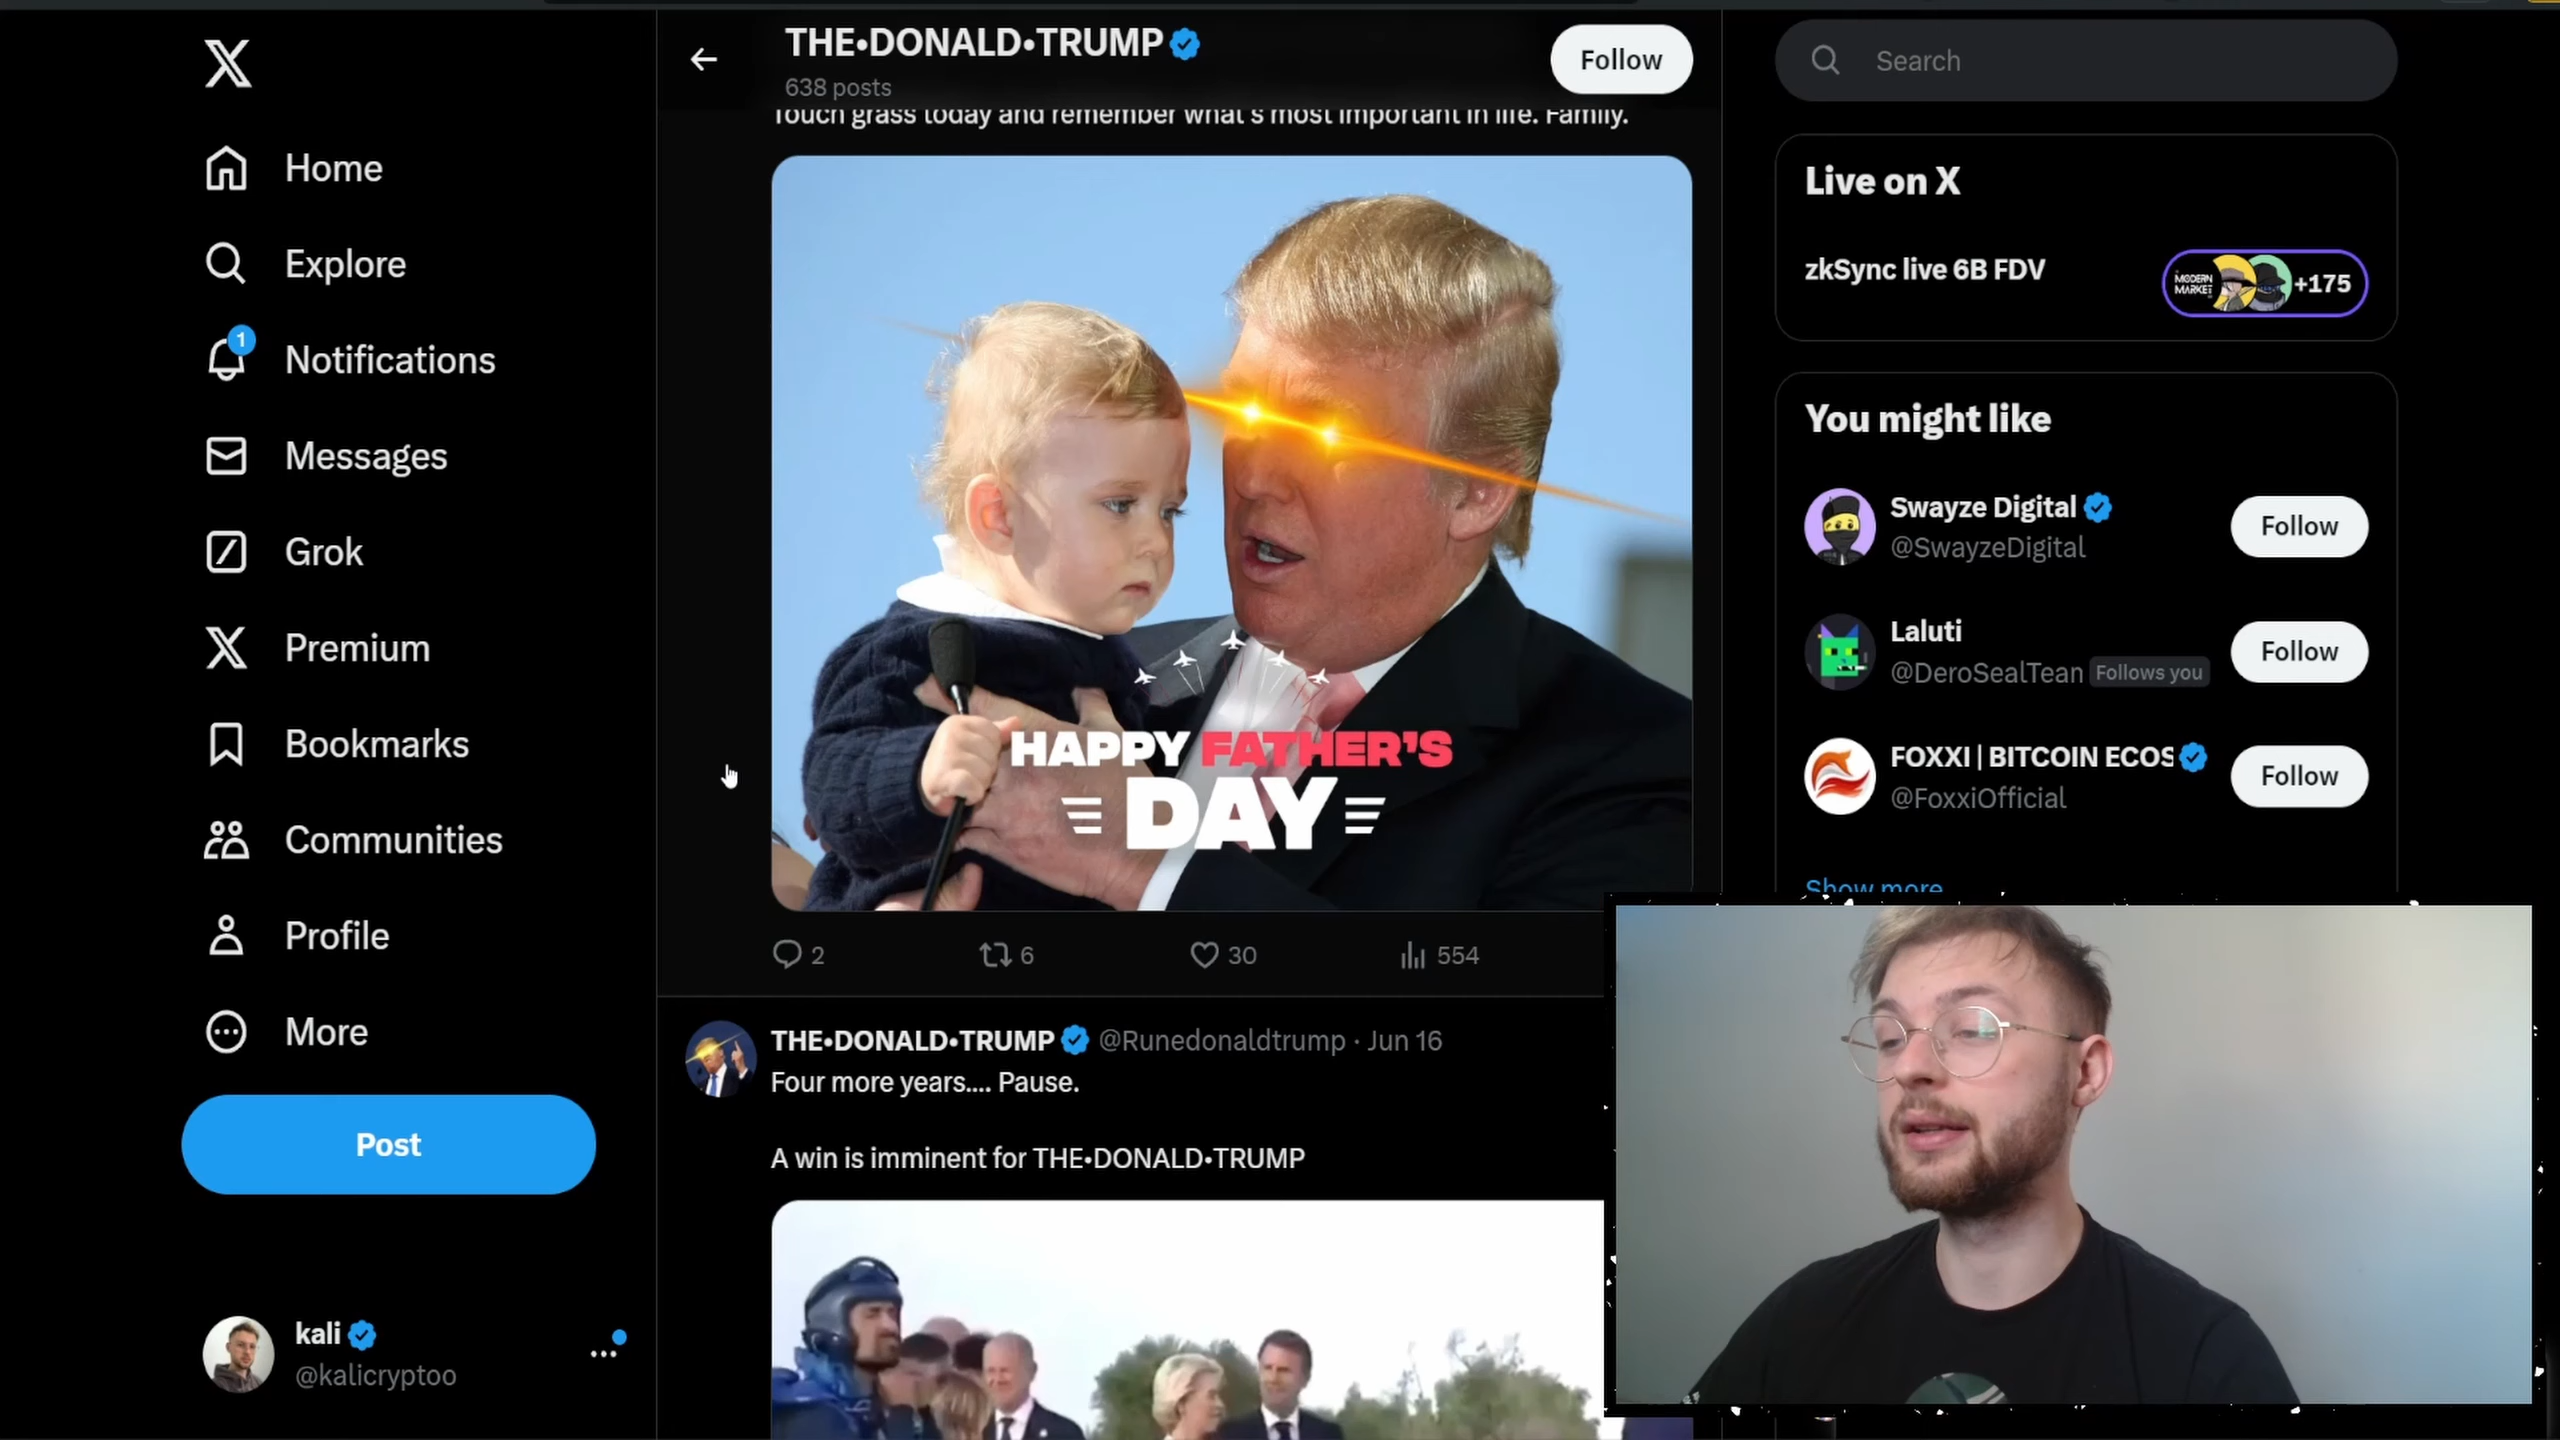 THE•DONALD•TRUMP
638 posts
Follow
Touch grass today and remember what's most important in life. Family.
HAPPY FATHER'S
DAY
2
6
30
554
THE•DONALD•TRUMP @Runedonaldtrump · Jun 16
Four more years.... Pause.
A win is imminent for THE•DONALD•TRUMP
Home
Explore
1
Notifications
Messages
Grok
Premium
Bookmarks
Communities
Profile
More
Post
kali
@kalicryptoo
Search
Live on X
zkSync live 6B FDV
MODERN
MARKET
+175
You might like
Swayze Digital
@SwayzeDigital
Follow
Laluti
@DeroSealTean Follows you
Follow
FOXXI | BITCOIN ECOS
@FoxxiOfficial
Follow
Show more